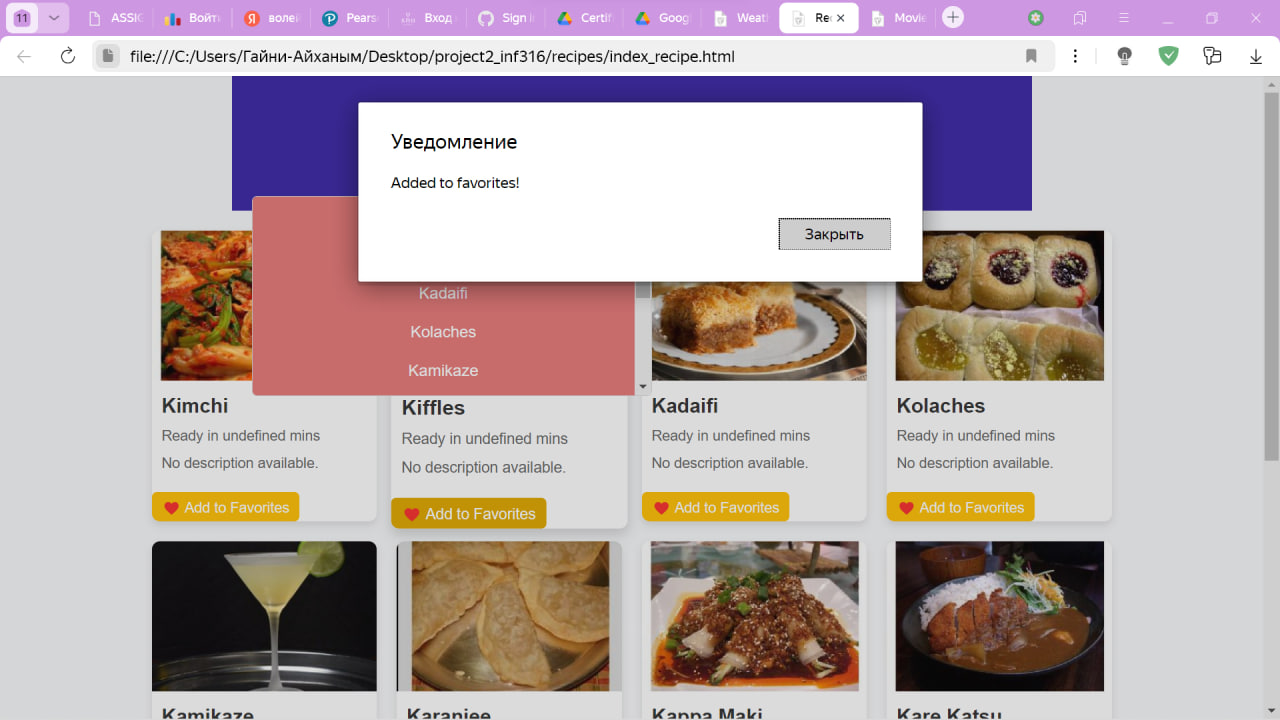 11
ASSIG
Войти
волей
Pearso
Вход
Sign i
Certif
Googl
Weath
Rec
Movie
file:///C:/Users/Гайни-Айханым/Desktop/project2_inf316/recipes/index_recipe.html
Уведомление
Added to favorites!
Закрыть
Kadaifi
Kolaches
Kamikaze
Kimchi
Kiffles
Kadaifi
Kolaches
Ready in undefined mins
Ready in undefined mins
Ready in undefined mins
Ready in undefined mins
No description available.
No description available.
No description available.
No description available.
Add to Favorites
Add to Favorites
Add to Favorites
Add to Favorites
Kamikaze
Karanjee
Kappa Maki
Kare Katsu